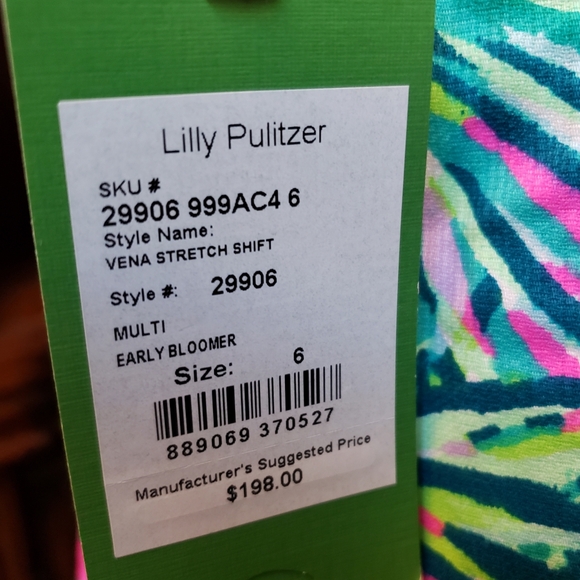 Lilly Pulitzer
SKU #
29906 999AC4 6
Style Name:
VENA STRETCH SHIFT
Style #: 29906
MULTI
EARLY BLOOMER
Size: 6
889069 370527
Manufacturer's Suggested Price
$198.00